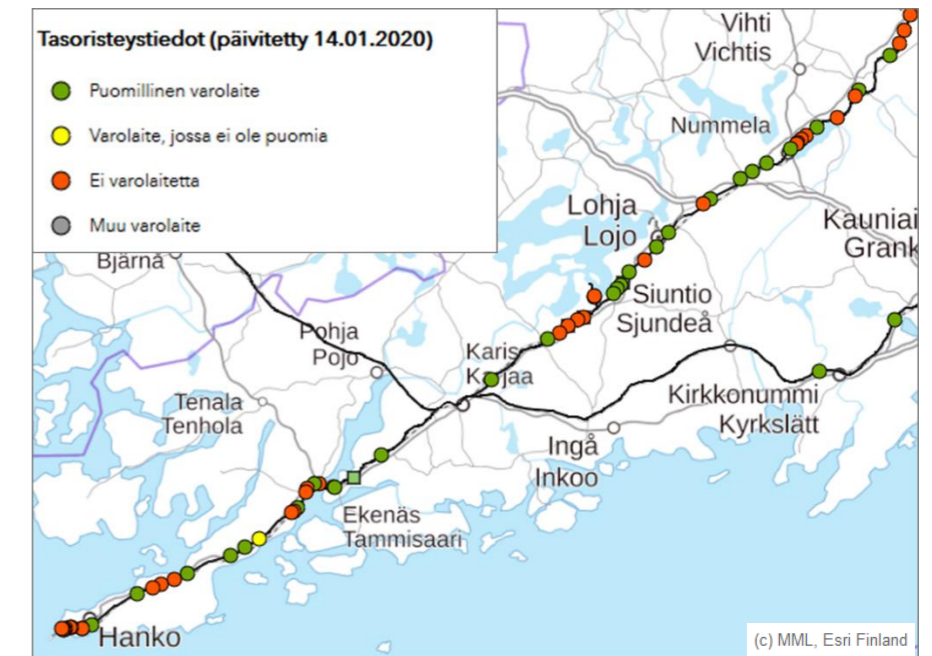 Tasoristeystiedot (päivitetty 14.01.2020)
Puomillinen varolaite
Varolaite, jossa ei ole puomia
Ei varolaitetta
Muu varolaite
Vihti
Vichtis
Nummela
Lohja
Lojo
Kauniai
Grank
Bjärnå
Siuntio
Sjundeå
Pohja
Pojo
Karis
Karjaa
Tenala
Tenhola
Kirkkonummi
Kyrkslätt
Ingå
Inkoo
Ekenäs
Tammisaari
Hanko
(c) MML, Esri Finland